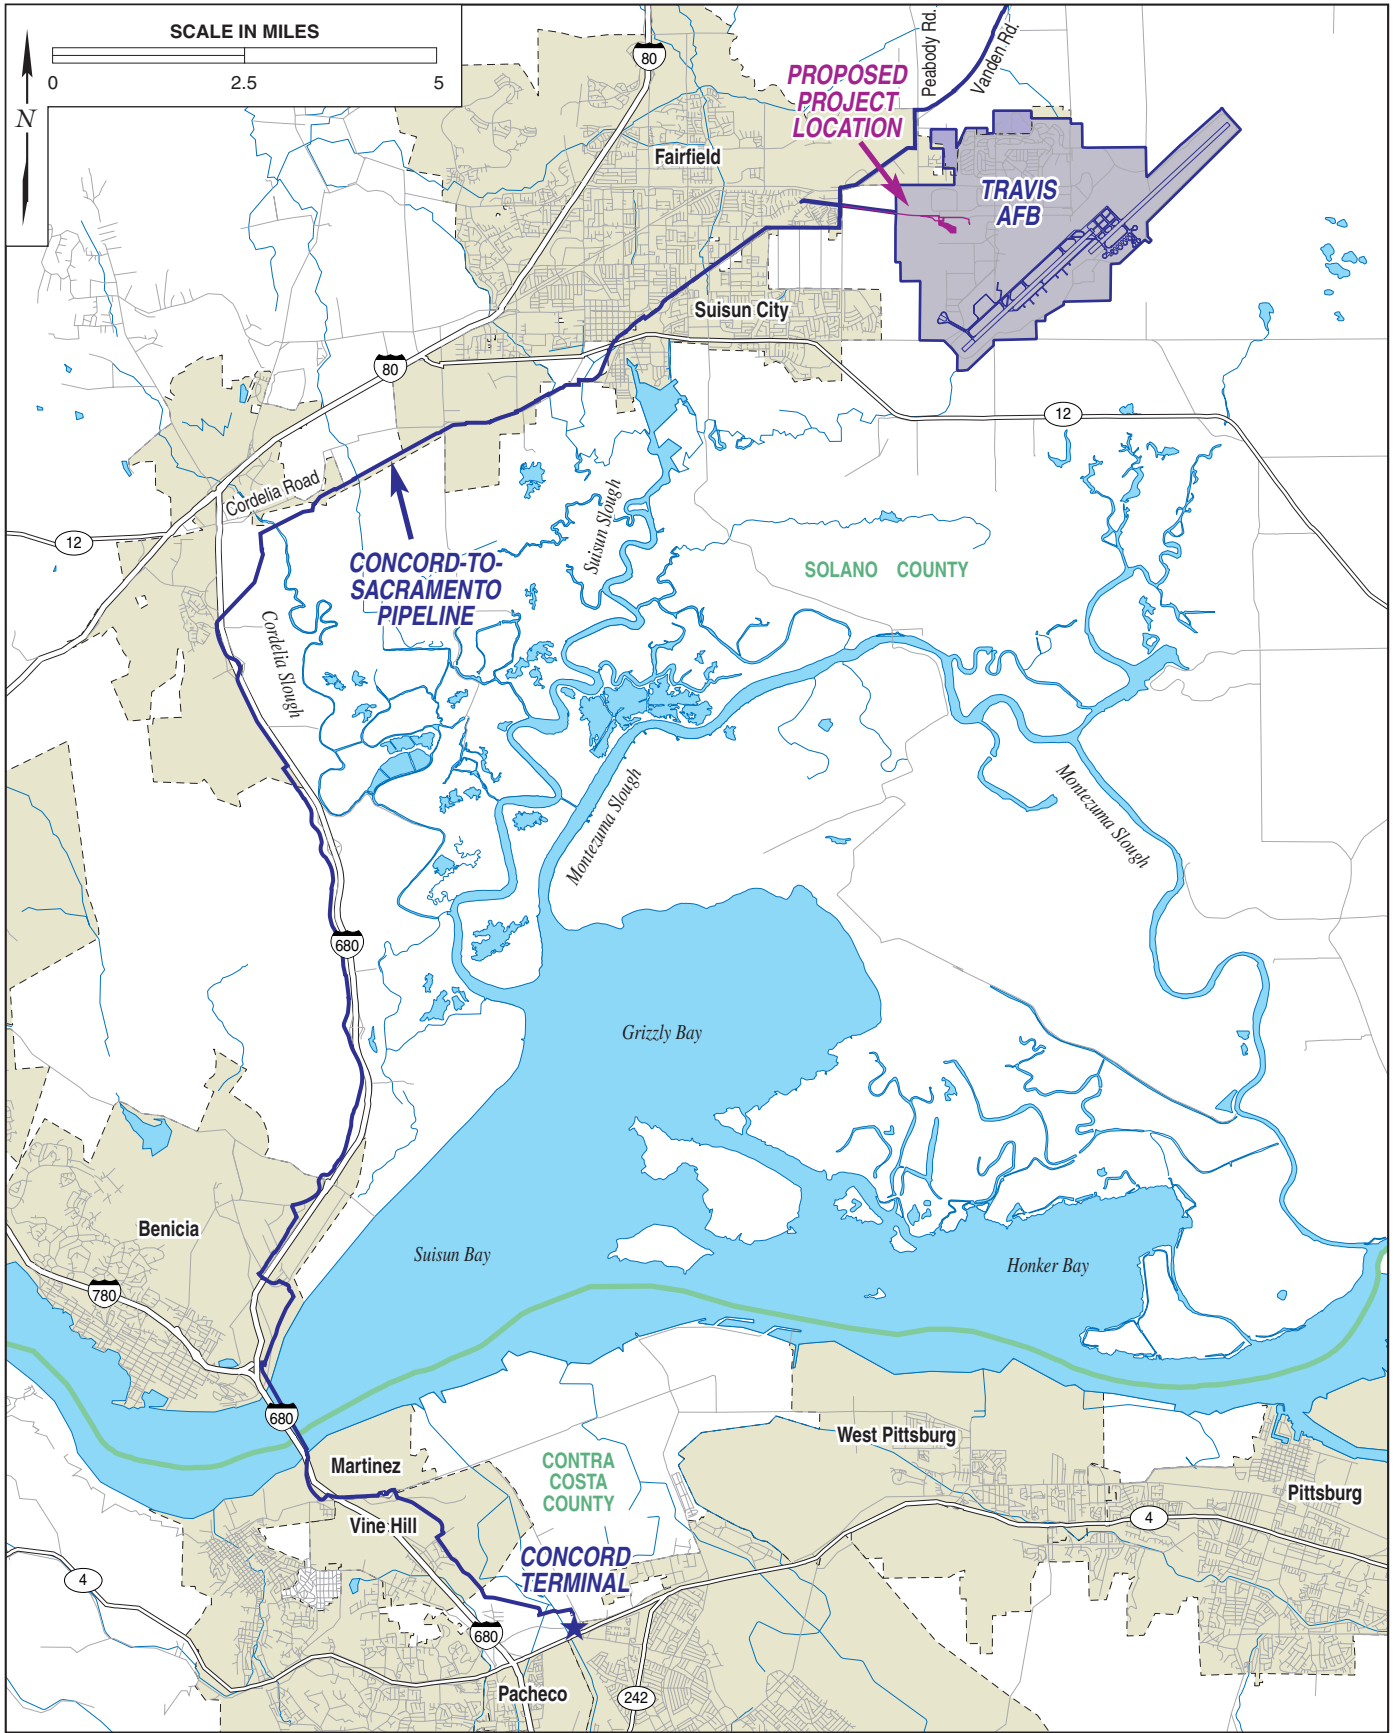 SCALE IN MILES
0 2.5 5
N
80
Peabody Rd.
Vanden Rd.
PROPOSED
PROJECT
LOCATION
Fairfield
TRAVIS
AFB
Suisun City
80
12
Cordelia Road
12
Suisun Slough
CONCORD-TO-
SACRAMENTO
PIPELINE
SOLANO COUNTY
Cordelia Slough
Montezuma Slough
Montezuma Slough
680
Grizzly Bay
Benicia
Suisun Bay
Honker Bay
780
680
West Pittsburg
Martinez
CONTRA
COSTA
COUNTY
Pittsburg
Vine Hill
4
CONCORD
TERMINAL
4
680
Pacheco
242